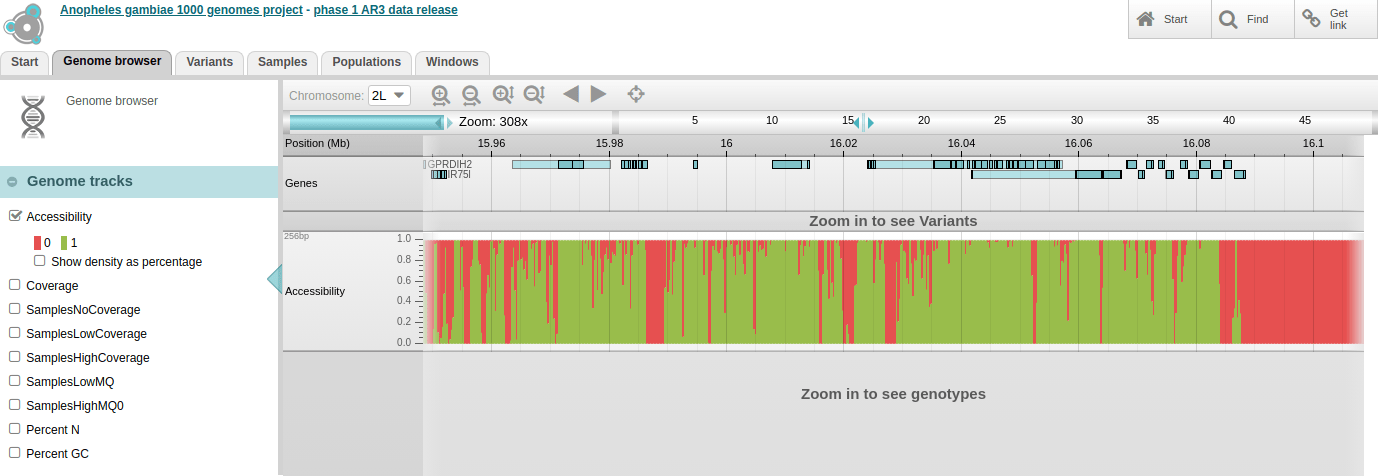 Anopheles gambiae 1000 genomes project - phase 1 AR3 data release
Start
Find
Get link
Start Genome browser Variants Samples Populations Windows
Genome browser
Chromosome: 2L
Zoom: 308x
5 10 15 20 25 30 35 40 45
Position (Mb)
15.96 15.98 16 16.02 16.04 16.06 16.08 16.1
Genome tracks
GPRDIH2
IR75l
Genes
Accessibility
Zoom in to see Variants
256bp
0 1
Show density as percentage
1.0
0.8
0.6
0.4
0.2
0.0
Accessibility
Coverage
SamplesNoCoverage
SamplesLowCoverage
SamplesHighCoverage
SamplesLowMQ
SamplesHighMQ0
Percent N
Percent GC
Zoom in to see genotypes